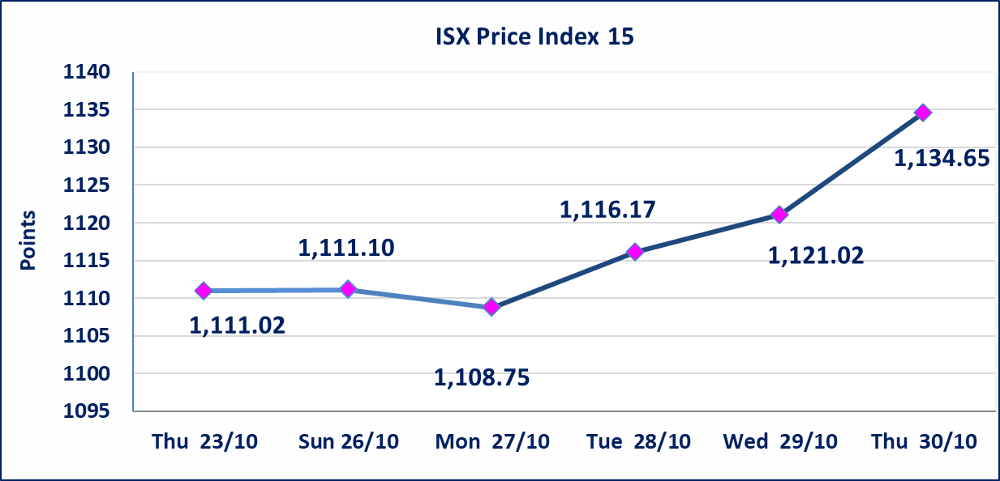 ISX Price Index 15
Points
1140
1135
1130
1125
1120
1115
1110
1105
1100
1095
1,111.02
1,111.10
1,108.75
1,116.17
1,121.02
1,134.65
Thu 23/10
Sun 26/10
Mon 27/10
Tue 28/10
Wed 29/10
Thu 30/10